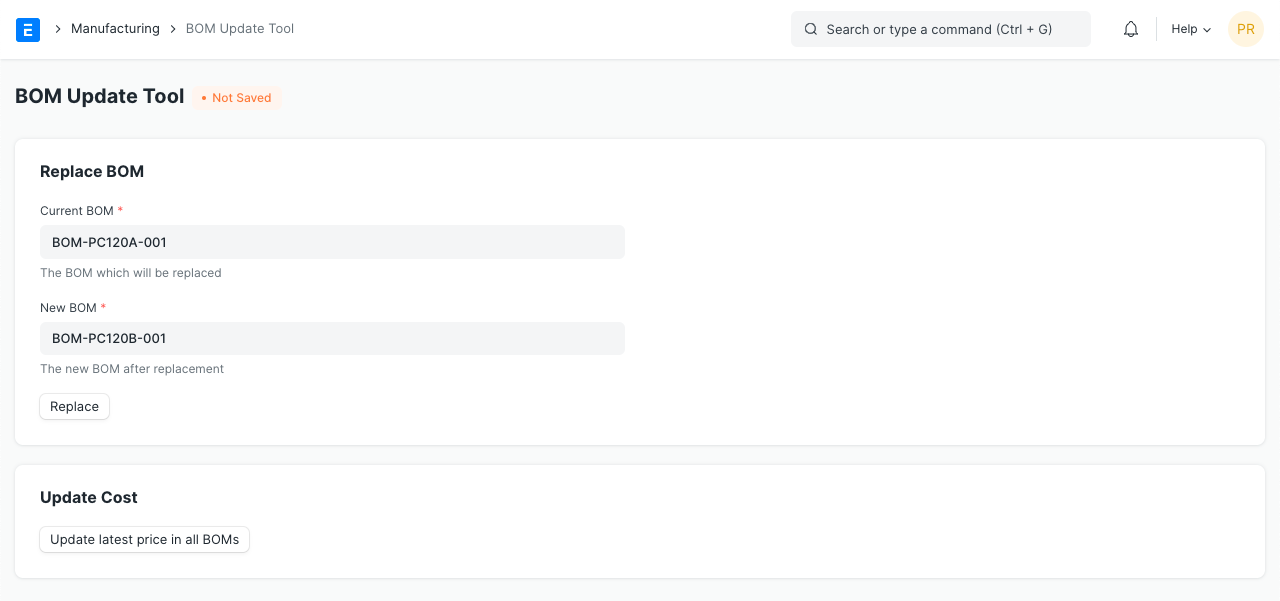 E > Manufacturing > BOM Update Tool Search or type a command (Ctrl + G) Help PR
BOM Update Tool • Not Saved
Replace BOM
Current BOM *
BOM-PC120A-001
The BOM which will be replaced
New BOM *
BOM-PC120B-001
The new BOM after replacement
Replace
Update Cost
Update latest price in all BOMs